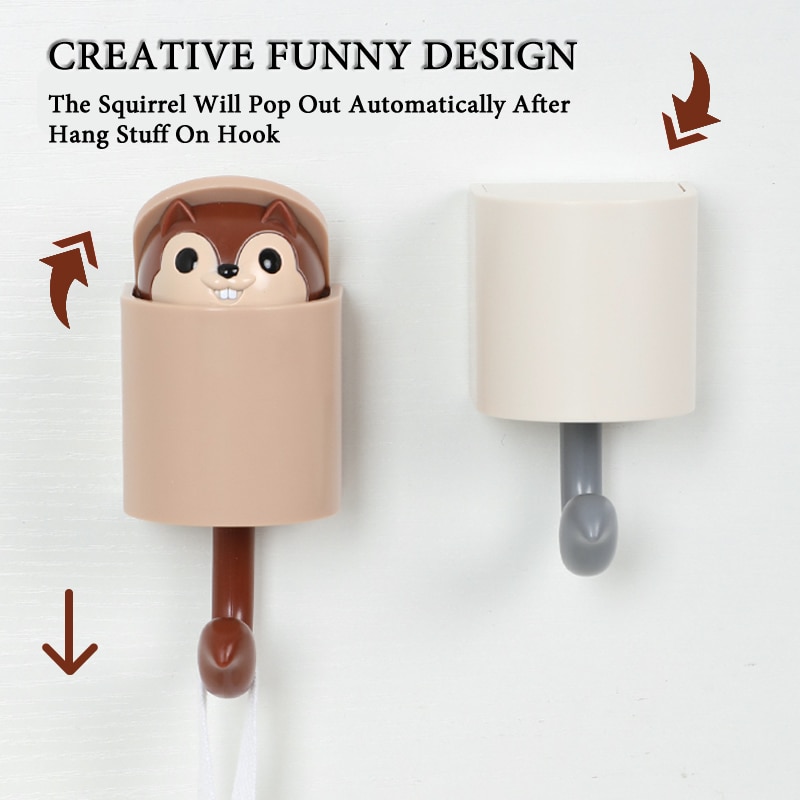 CREATIVE FUNNY DESIGN
The Squirrel Will Pop Out Automatically After
Hang Stuff On Hook